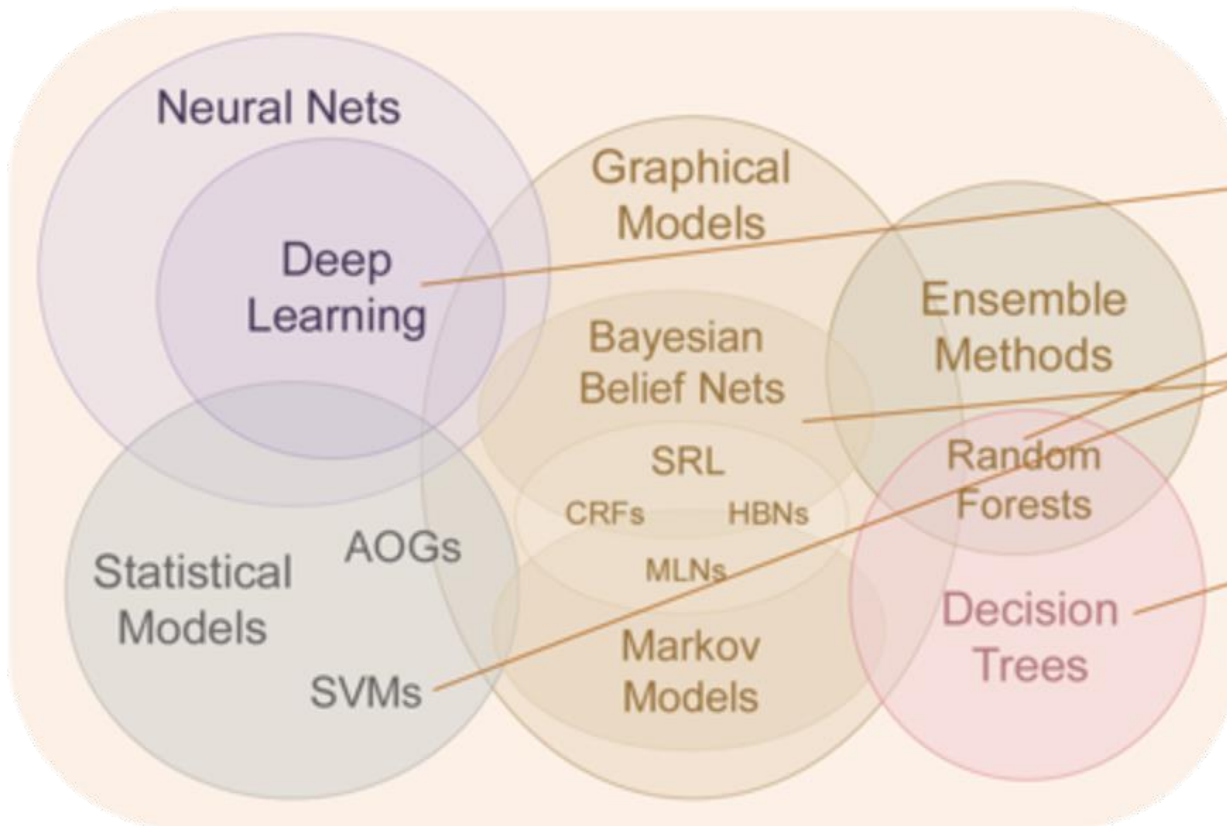 Neural Nets
Deep
Learning
Graphical
Models
Bayesian
Belief Nets
SRL
CRFs
HBNs
MLNs
Markov
Models
Ensemble
Methods
Random
Forests
Decision
Trees
Statistical
Models
AOGs
SVMs